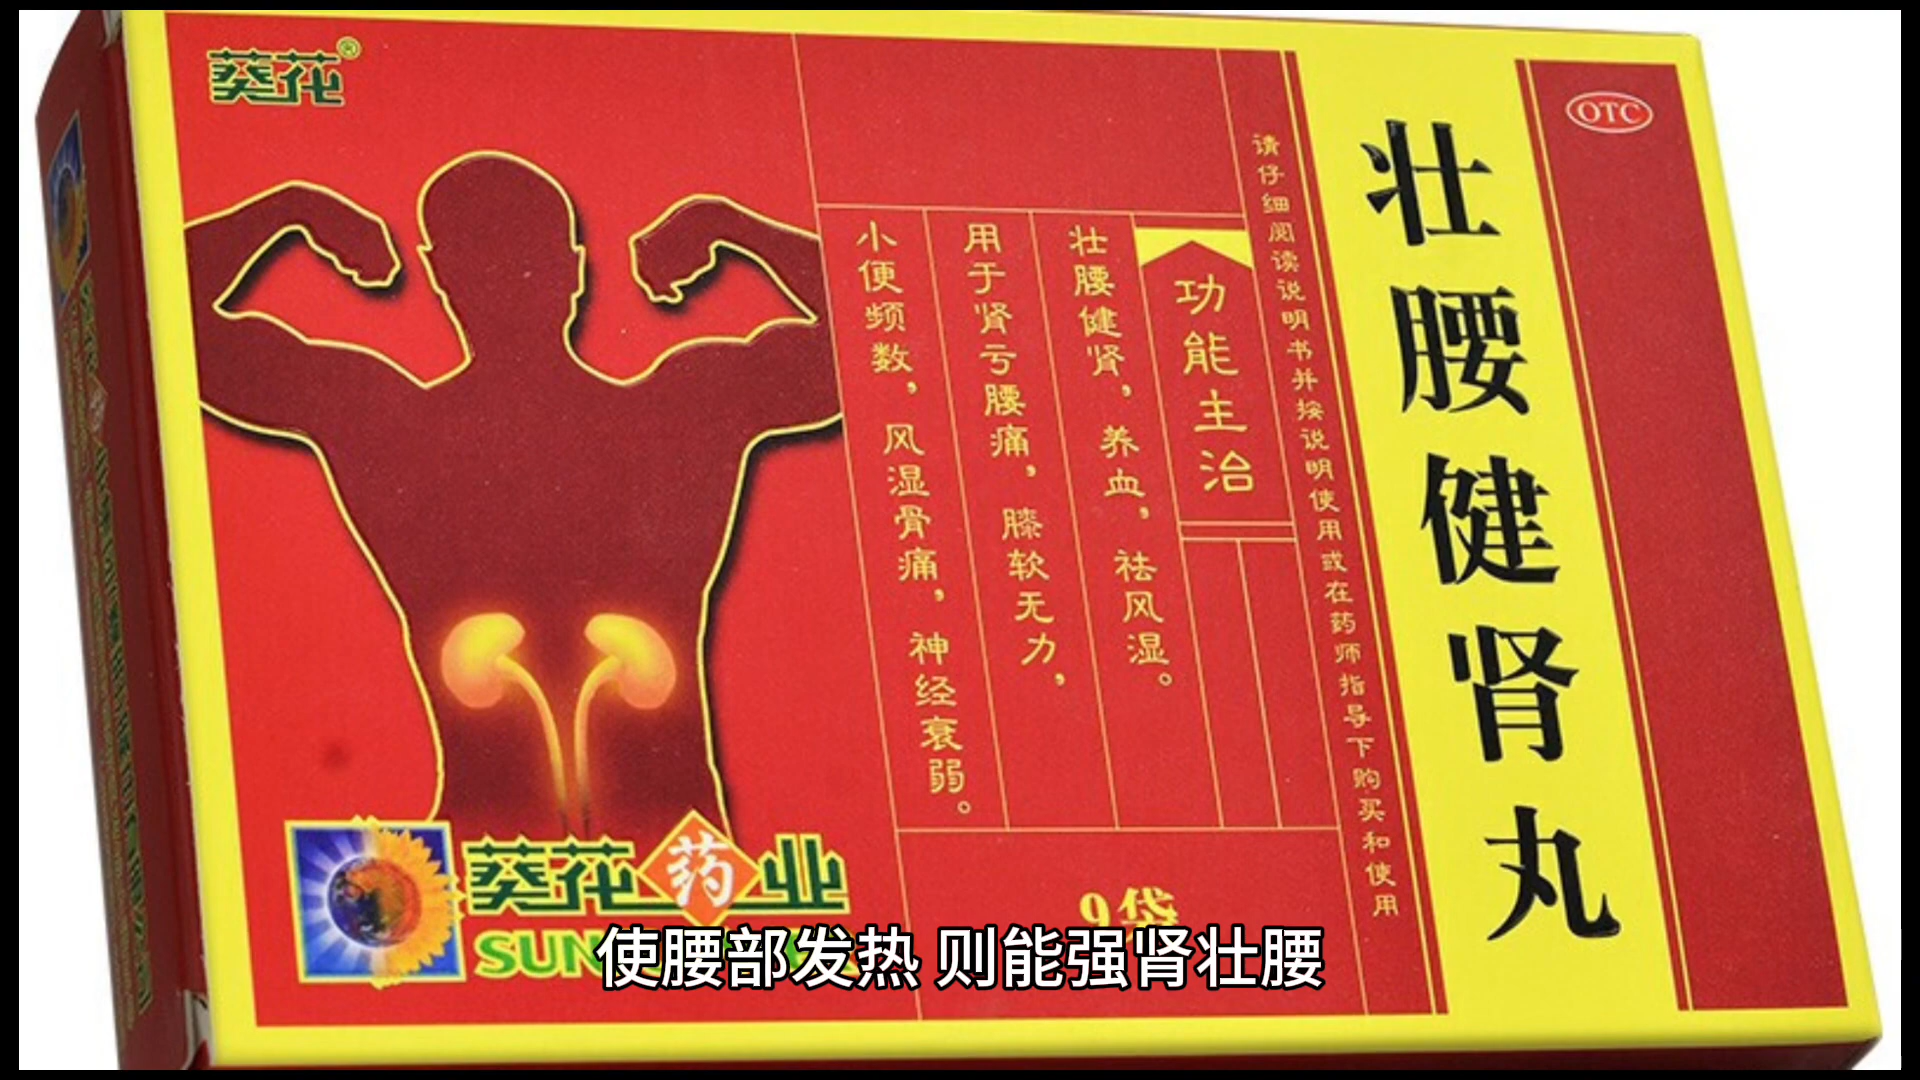 葵花®
OTC
壮腰健肾丸
请仔细阅读说明书并按说明使用或在药师指导下购买和使用
功能主治
壮腰健肾，养血，祛风湿。
用于肾亏腰痛，膝软无力，
小便频数，风湿骨痛，神经衰弱。
葵花药业
SUN
9袋
使腰部发热 则能强肾壮腰